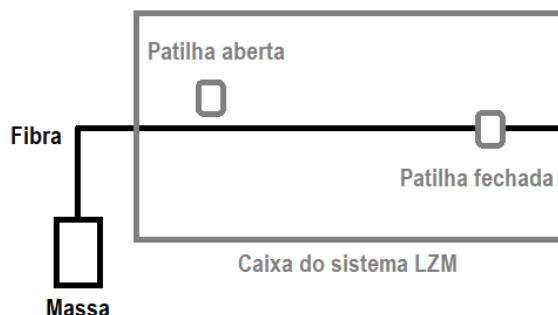 Patilha aberta
Fibra
Patilha fechada
Caixa do sistema LZM
Massa